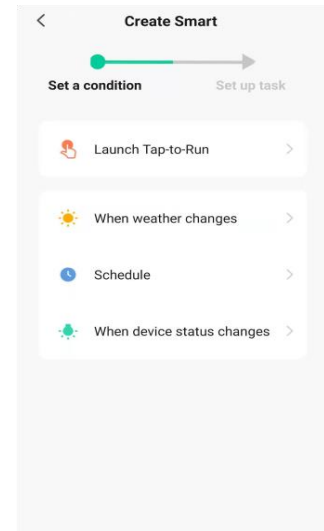 Create Smart
Set a condition
Set up task
Launch Tap-to-Run
When weather changes
Schedule
When device status changes